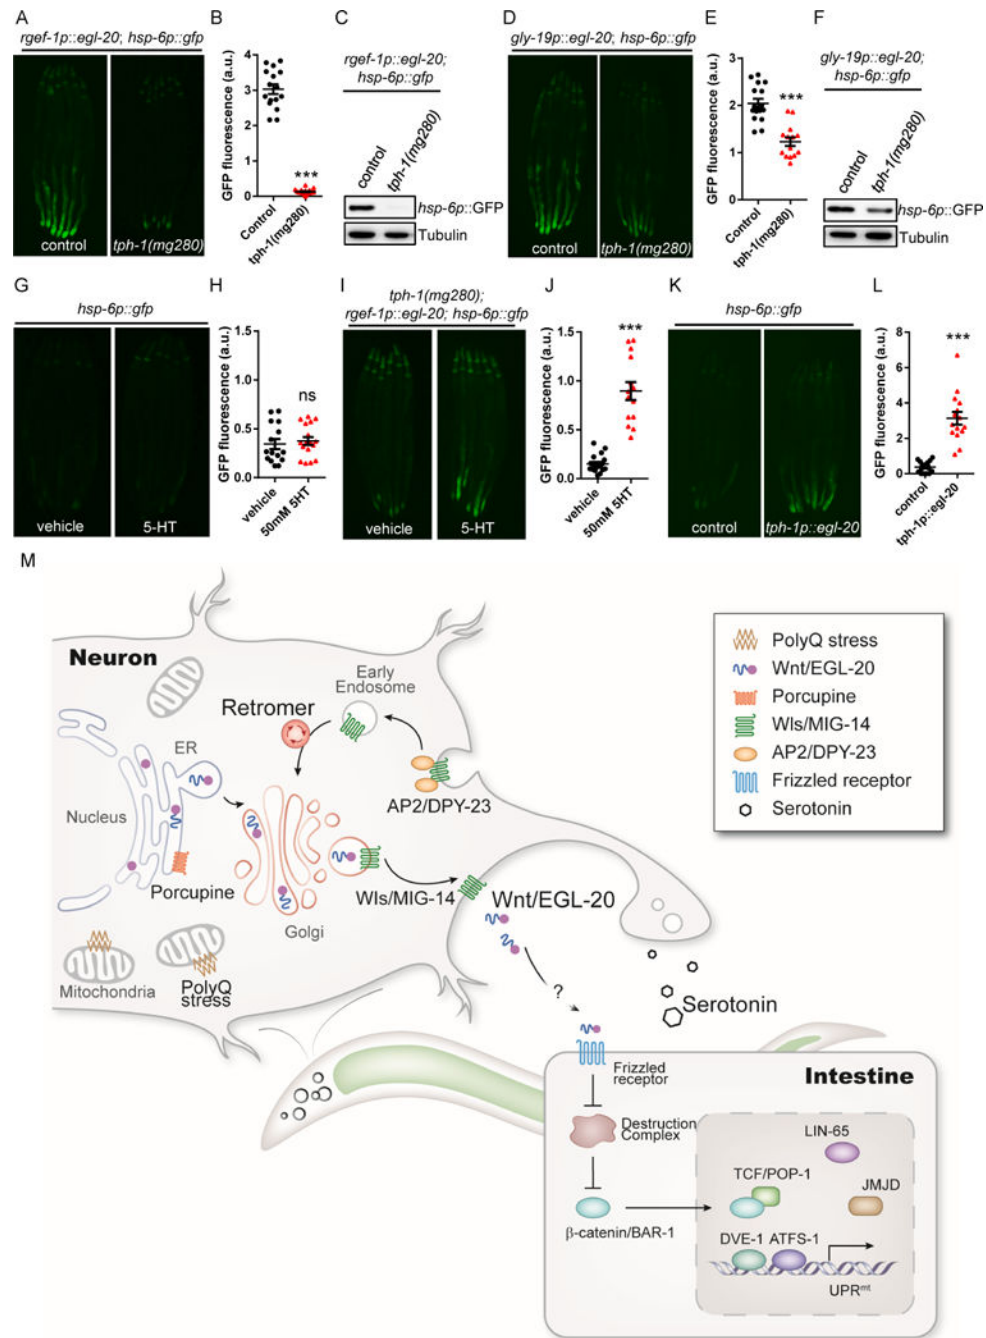 A
rgef-1p::egl-20; hsp-6p::gfp
control
tph-1(mg280)
B
GFP fluorescence (a.u.)
4
3
2
1
0
***
Control
tph-1(mg280)
C
rgef-1p::egl-20;
hsp-6p::gfp
control
tph-1(mg280)
hsp-6p::GFP
Tubulin
D
gly-19p::egl-20; hsp-6p::gfp
control
tph-1(mg280)
E
GFP fluorescence (a.u.)
3
2
1
0
***
Control
tph-1(mg280)
F
gly-19p::egl-20;
hsp-6p::gfp
control
tph-1(mg280)
hsp-6p::GFP
Tubulin
G
hsp-6p::gfp
vehicle
5-HT
H
GFP fluorescence (a.u.)
1.5
1.0
0.5
0.0
ns
vehicle
50mM 5HT
I
tph-1(mg280);
rgef-1p::egl-20; hsp-6p::gfp
vehicle
5-HT
J
GFP fluorescence (a.u.)
1.5
1.0
0.5
0.0
***
vehicle
50mM 5HT
K
hsp-6p::gfp
control
tph-1p::egl-20
L
GFP fluorescence (a.u.)
8
6
4
2
0
***
control
tph-1p::egl-20
M
Neuron
Early
Endosome
Retromer
ER
AP2/DPY-23
Nucleus
Porcupine
Golgi
Wls/MIG-14
Wnt/EGL-20
Mitochondria
PolyQ
stress
?
Serotonin
PolyQ stress
Wnt/EGL-20
Porcupine
Wls/MIG-14
AP2/DPY-23
Frizzled receptor
Serotonin
Intestine
Frizzled
receptor
Destruction
Complex
β-catenin/BAR-1
LIN-65
TCF/POP-1
JMJD
DVE-1
ATFS-1
UPRᵐᵗ